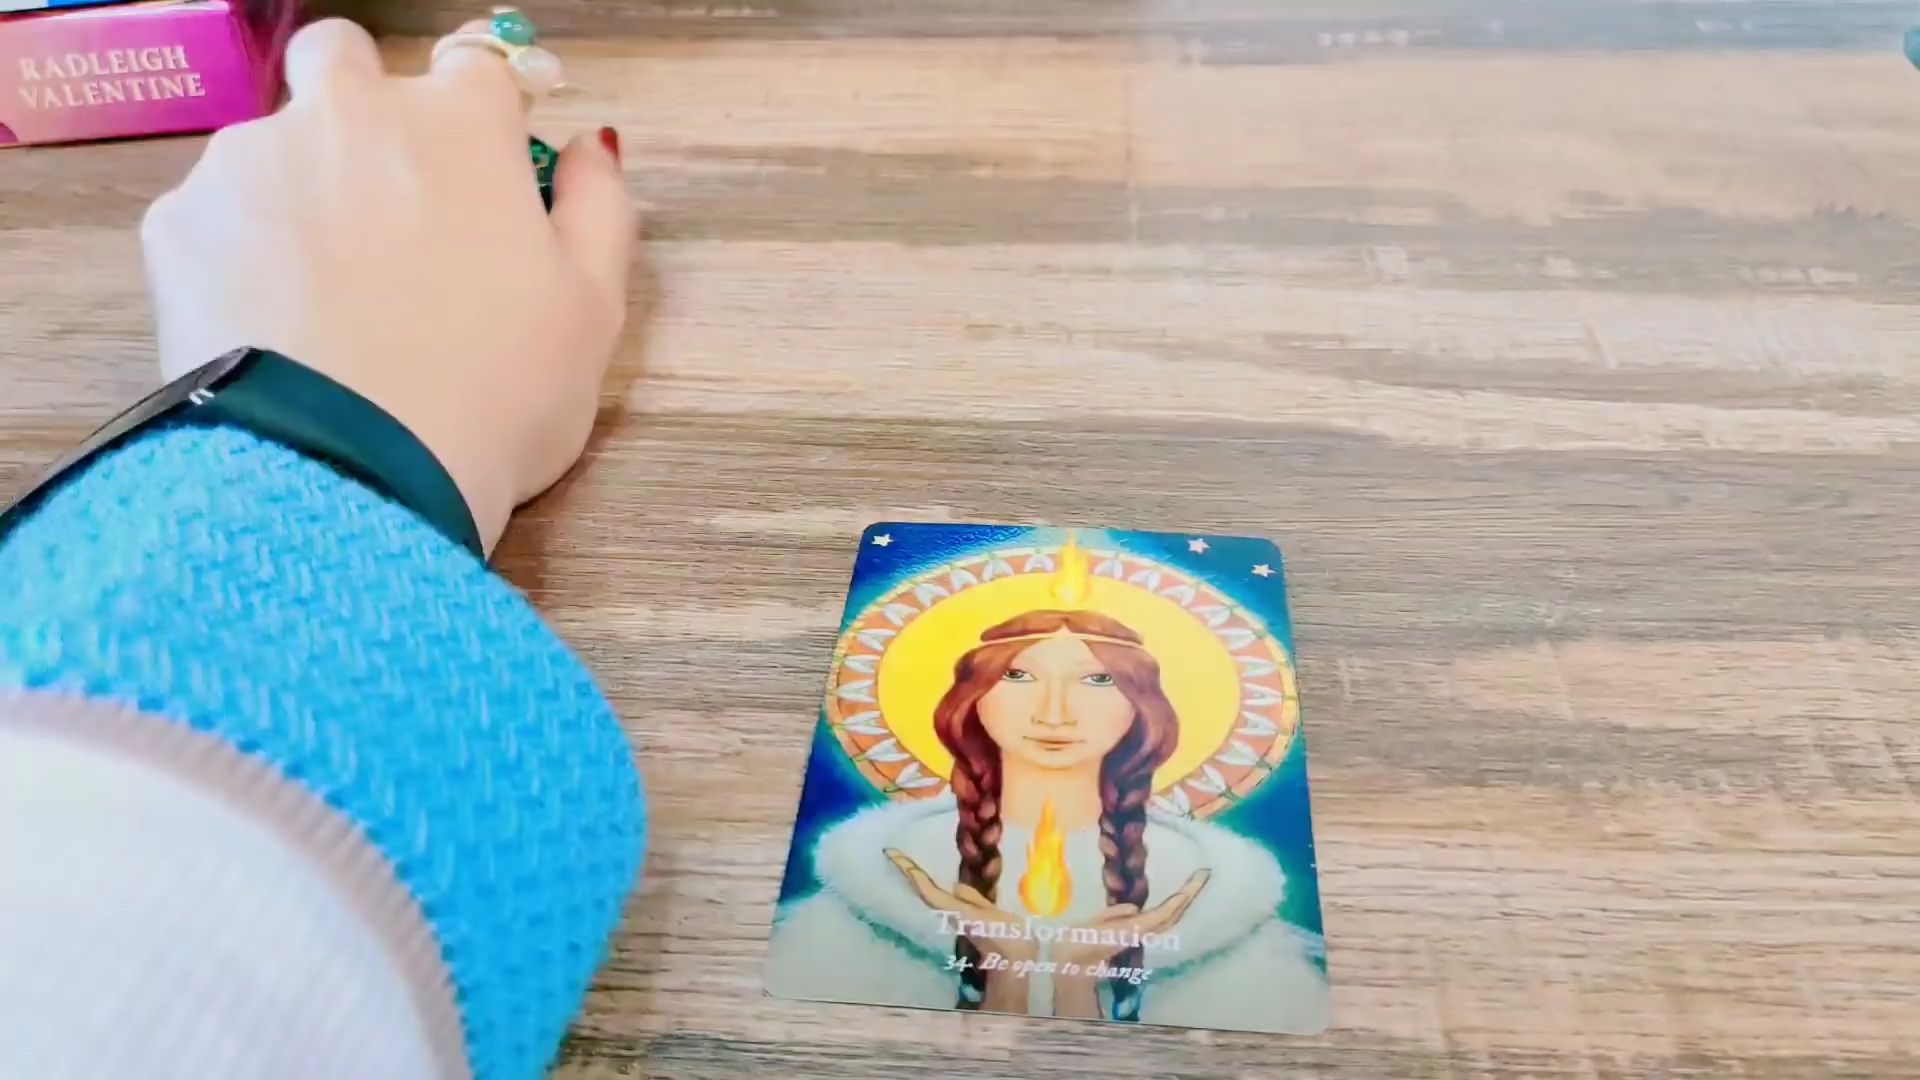 RADLEIGH
VALENTINE
Transformation
34. Be open to change